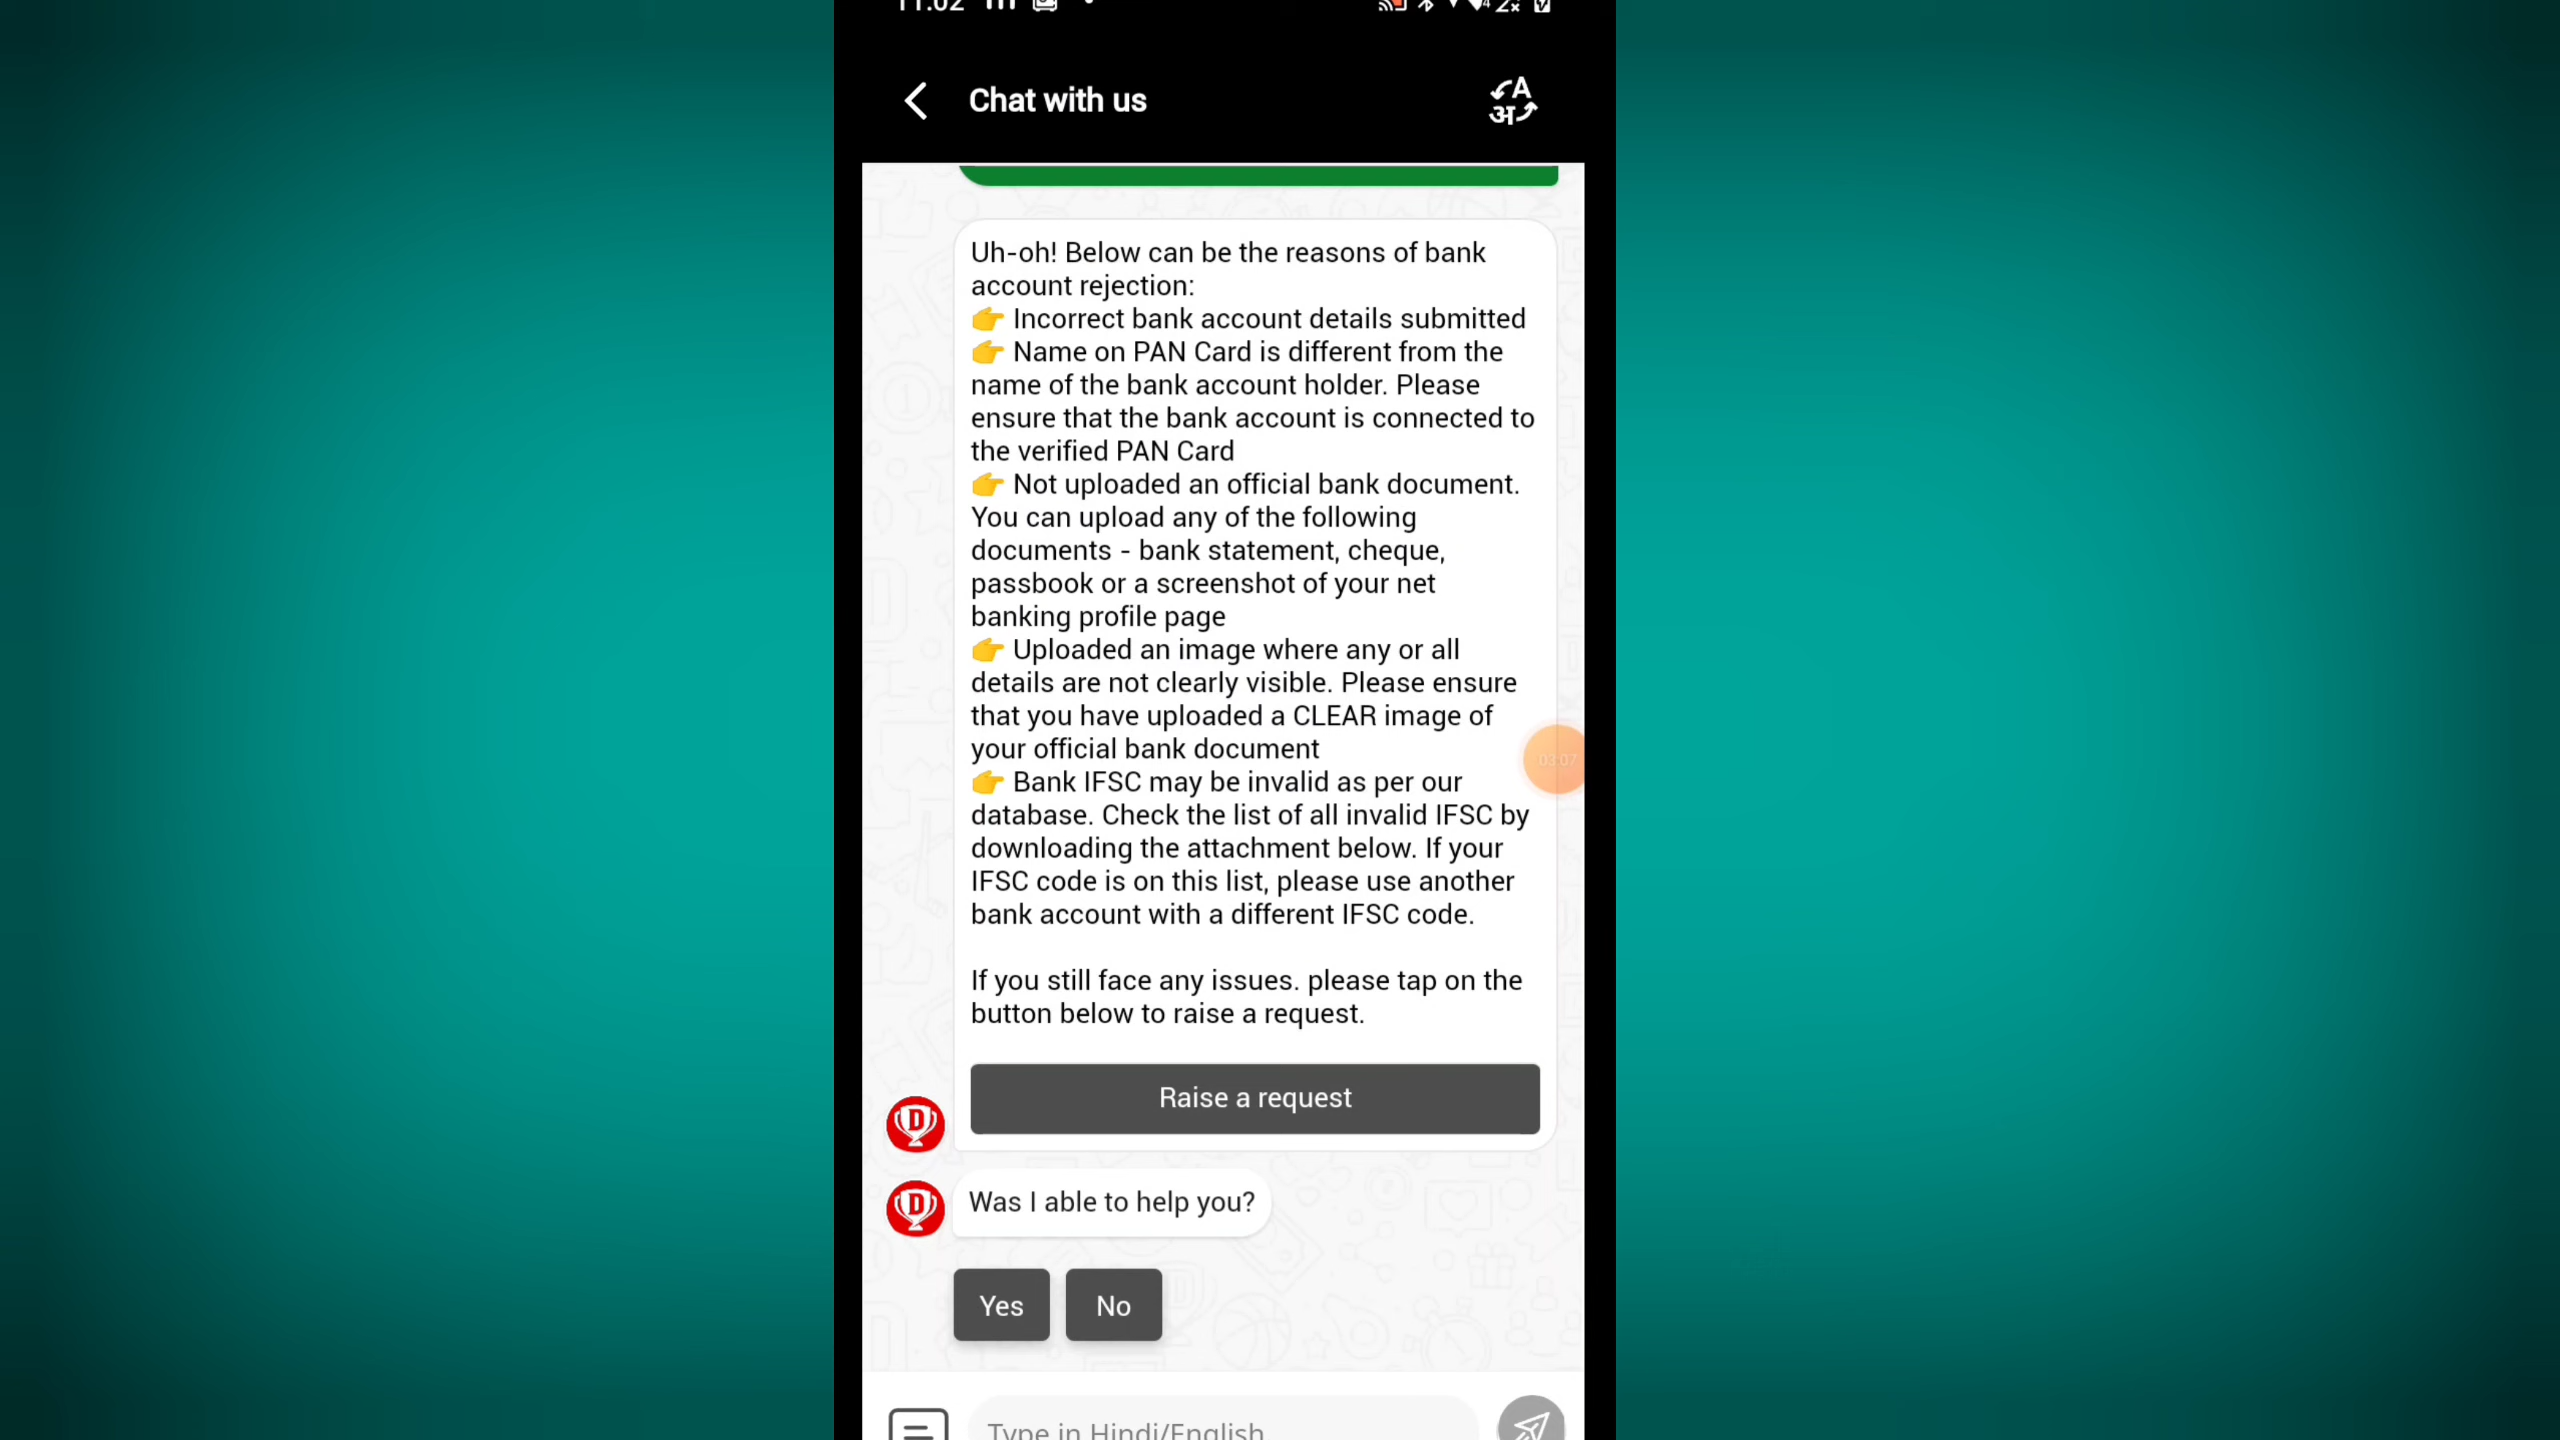 11:02
Chat with us
Uh-oh! Below can be the reasons of bank
account rejection:
👉 Incorrect bank account details submitted
👉 Name on PAN Card is different from the
name of the bank account holder. Please
ensure that the bank account is connected to
the verified PAN Card
👉 Not uploaded an official bank document.
You can upload any of the following
documents - bank statement, cheque,
passbook or a screenshot of your net
banking profile page
👉 Uploaded an image where any or all
details are not clearly visible. Please ensure
that you have uploaded a CLEAR image of
your official bank document
03:07
👉 Bank IFSC may be invalid as per our
database. Check the list of all invalid IFSC by
downloading the attachment below. If your
IFSC code is on this list, please use another
bank account with a different IFSC code.
If you still face any issues. please tap on the
button below to raise a request.
Raise a request
Was I able to help you?
Yes No
Type in Hindi/English